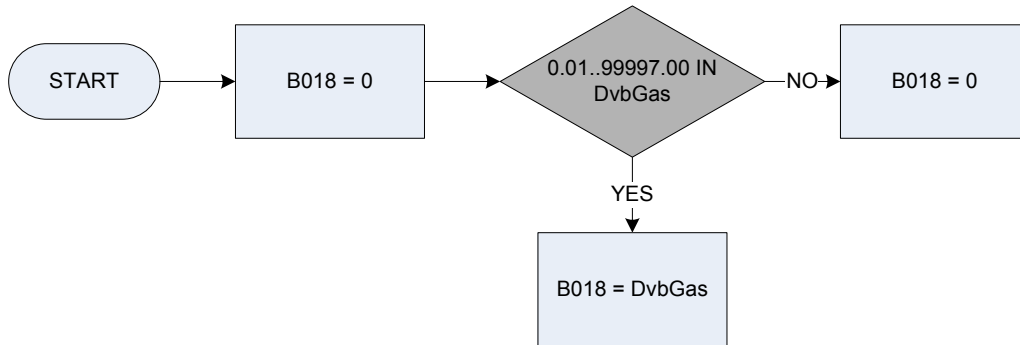 START
B018 = 0
0.01..99997.00 IN
DvbGas
NO
B018 = 0
YES
B018 = DvbGas